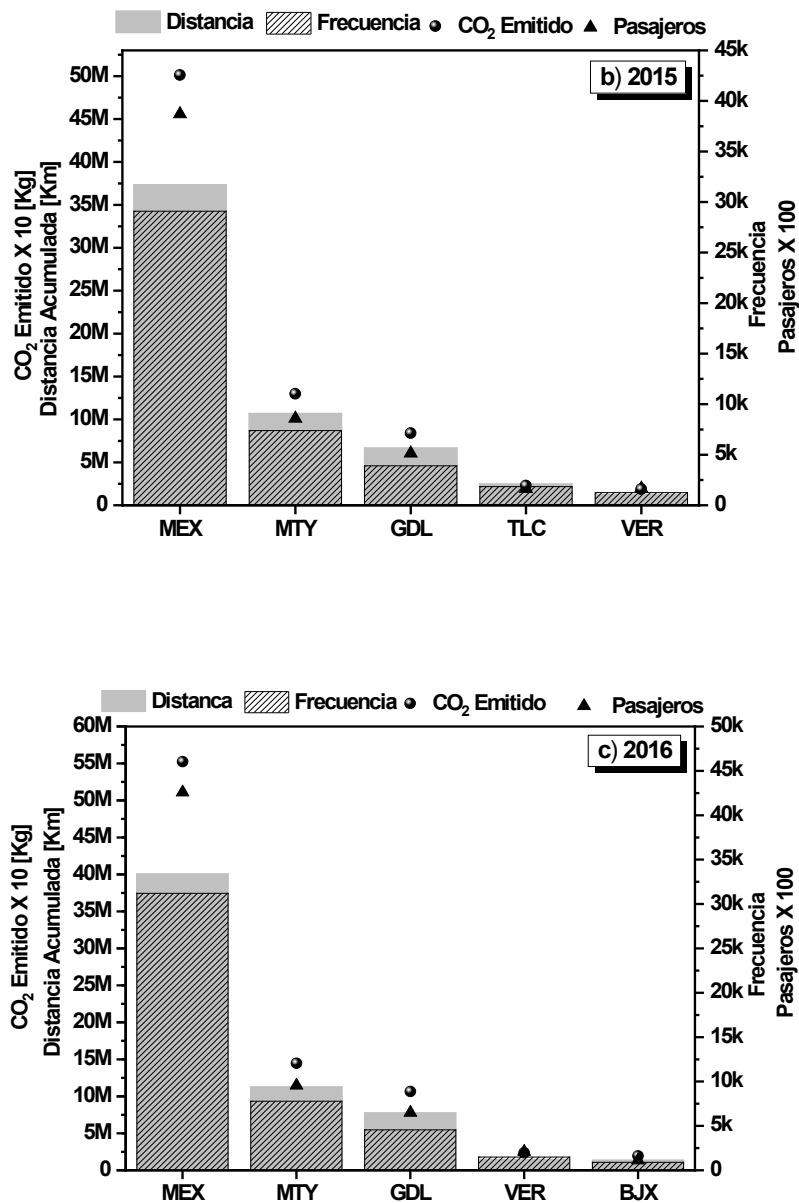 Distancia Frecuencia CO₂ Emitido Pasajeros
b) 2015
CO₂ Emitido X 10 [Kg]
Distancia Acumulada [Km]
50M
45M
40M
35M
30M
25M
20M
15M
10M
5M
0
45k
40k
35k
30k
25k
20k
15k
10k
5k
0
Frecuencia
Pasajeros X 100
MEX MTY GDL TLC VER
Distanca Frecuencia CO₂ Emitido Pasajeros
c) 2016
CO₂ Emitido X 10 [Kg]
Distancia Acumulada [Km]
60M
55M
50M
45M
40M
35M
30M
25M
20M
15M
10M
5M
0
50k
45k
40k
35k
30k
25k
20k
15k
10k
5k
0
Frecuencia
Pasajeros X 100
MEX MTY GDL VER BJX